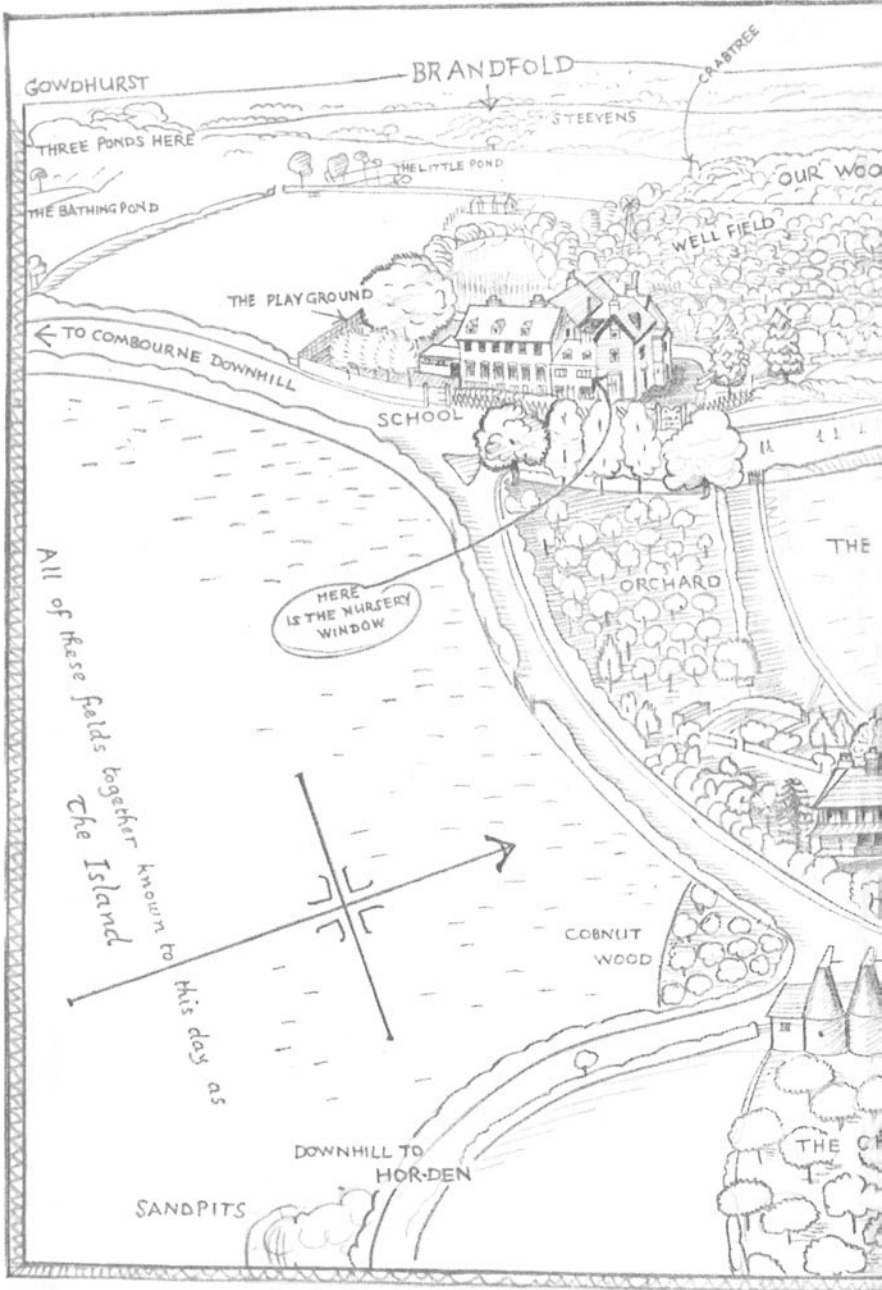 GOWDHURST
BRANDFOLD
CRABTREE
STEEVENS
THREE PONDS HERE
THE LITTLE POND
OUR WOO
THE BATHING POND
WELL FIELD
THE PLAYGROUND
TO COMBOURNE DOWNHILL
SCHOOL
THE
ORCHARD
HERE
IS THE NURSERY
WINDOW
All of these fields together known to this day as
The Island
COBNUT
WOOD
H
DOWNHILL TO
HOR-DEN
THE CH
SANDPITS